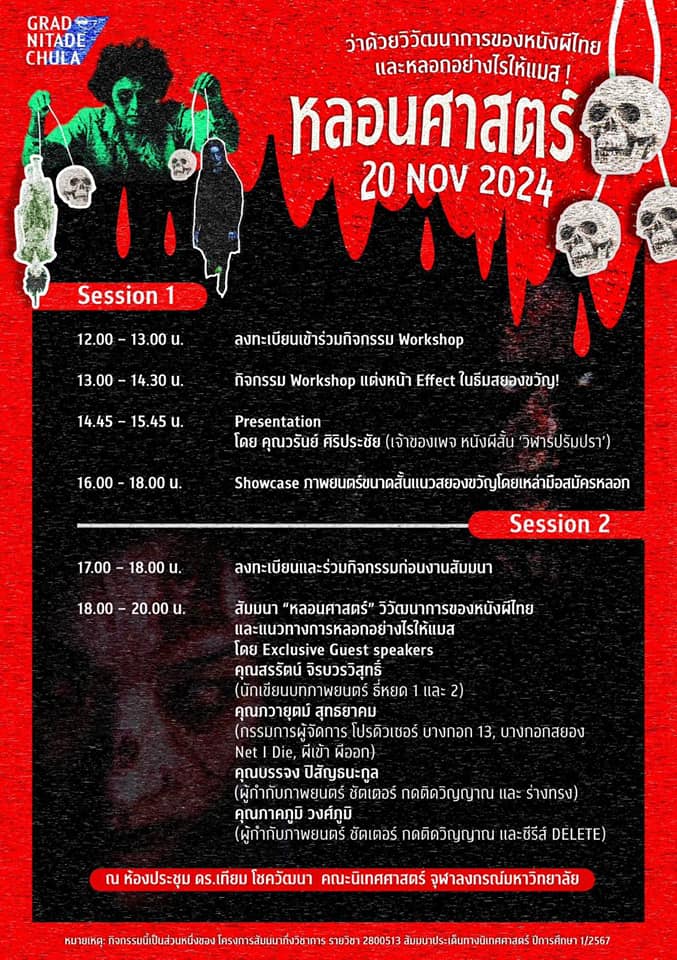 GRAD
NITADE
CHULA
ว่าด้วยวิวัฒนาการของหนังผีไทย
และหลอกอย่างไรให้แมส !
หลอนศาสตร์
20 NOV 2024
Session 1
12.00 – 13.00 น. ลงทะเบียนเข้าร่วมกิจกรรม Workshop
13.00 – 14.30 น. กิจกรรม Workshop แต่งหน้า Effect ในธีมสยองขวัญ!
14.45 – 15.45 น. Presentation
โดย คุณวรันย์ ศิริประชัย (เจ้าของเพจ หนังผีสั้น ‘วิฬารปรัมปรา’)
16.00 - 18.00 น. Showcase ภาพยนตร์ขนาดสั้นแนวสยองขวัญโดยเหล่ามือสมัครหลอก
Session 2
17.00 – 18.00 น. ลงทะเบียนและร่วมกิจกรรมก่อนงานสัมมนา
18.00 – 20.00 น. สัมมนา “หลอนศาสตร์” วิวัฒนาการของหนังผีไทย
และแนวทางการหลอกอย่างไรให้แมส
โดย Exclusive Guest speakers
คุณสรรัตน์ จิรบวรวิสุทธิ์
(นักเขียนบทภาพยนตร์ ธี่หยด 1 และ 2)
คุณภวายุตม์ สุทธยาคม
(กรรมการผู้จัดการ โปรดิวเซอร์ บางกอก 13, บางกอกสยอง
Net I Die, ผีเข้า ผีออก)
คุณบรรจง ปิสัญธนะกูล
(ผู้กำกับภาพยนตร์ ชัตเตอร์ กดติดวิญญาณ และ ร่างทรง)
คุณภาคภูมิ วงศ์ภูมิ
(ผู้กำกับภาพยนตร์ ชัตเตอร์ กดติดวิญญาณ และซีรีส์ DELETE)
ณ ห้องประชุม ดร.เทียม โชควัฒนา คณะนิเทศศาสตร์ จุฬาลงกรณ์มหาวิทยาลัย
หมายเหตุ: กิจกรรมนี้เป็นส่วนหนึ่งของ โครงการสัมมนากึ่งวิชาการ รายวิชา 2800513 สัมมนาประเด็นทางนิเทศศาสตร์ ปีการศึกษา 1/2567